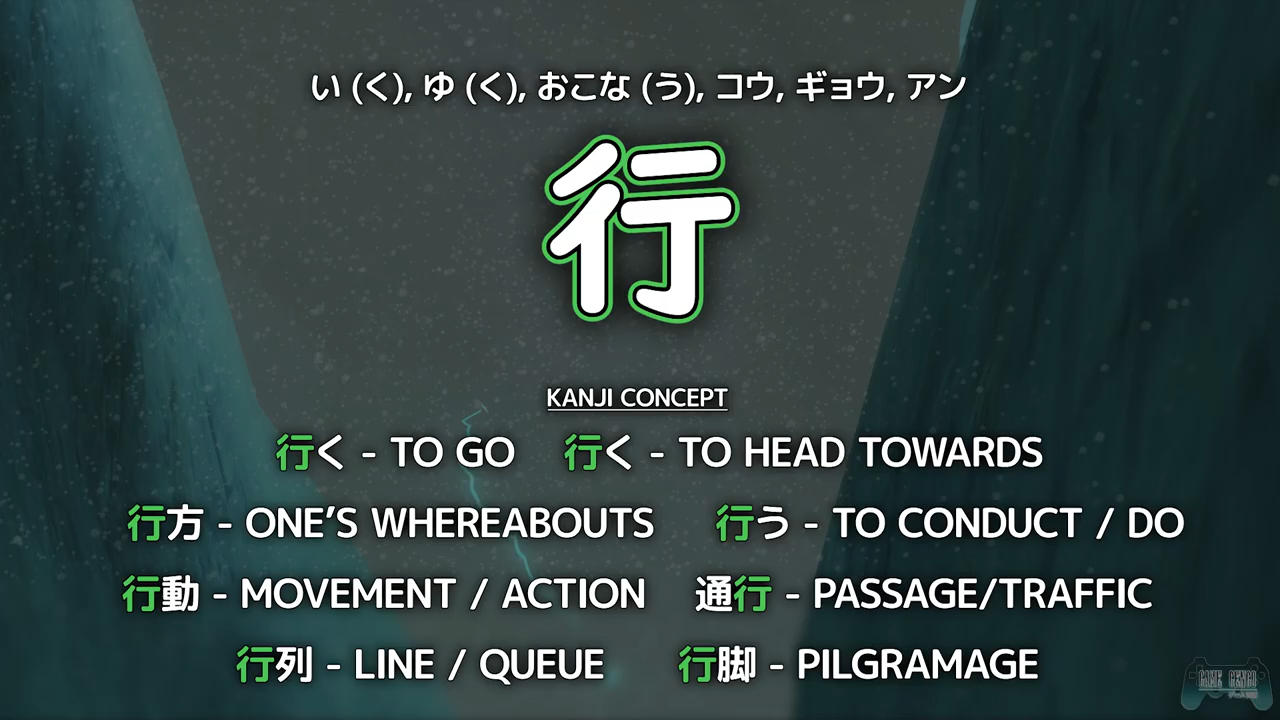 い (く), ゆ (く), おこな (う), コウ, ギョウ, アン
行
KANJI CONCEPT
行く - TO GO 行く - TO HEAD TOWARDS
行方 - ONE'S WHEREABOUTS 行う - TO CONDUCT / DO
行動 - MOVEMENT / ACTION 通行 - PASSAGE/TRAFFIC
行列 - LINE / QUEUE 行脚 - PILGRAMAGE
GAME GENGO